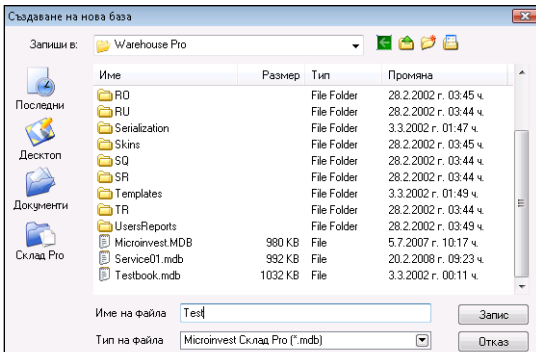 Създаване на нова база
Запиши в: Warehouse Pro
Име Размер Тип Промяна
RO File Folder 28.2.2002 г. 03:45 ч.
RU File Folder 28.2.2002 г. 03:44 ч.
Serialization File Folder 3.3.2002 г. 01:47 ч.
Skins File Folder 28.2.2002 г. 03:45 ч.
SQ File Folder 28.2.2002 г. 03:44 ч.
SR File Folder 28.2.2002 г. 03:44 ч.
Templates File Folder 3.3.2002 г. 01:49 ч.
TR File Folder 28.2.2002 г. 03:44 ч.
UsersReports File Folder 28.2.2002 г. 03:49 ч.
Microinvest.MDB 980 KB File 5.7.2007 г. 10:17 ч.
Service01.mdb 992 KB File 20.2.2008 г. 09:23 ч.
Testbook.mdb 1032 KB File 3.3.2002 г. 00:11 ч.
Последни
Десктоп
Документи
Склад Pro
Име на файла Test
Запис
Тип на файла Microinvest Склад Pro (*.mdb)
Отказ